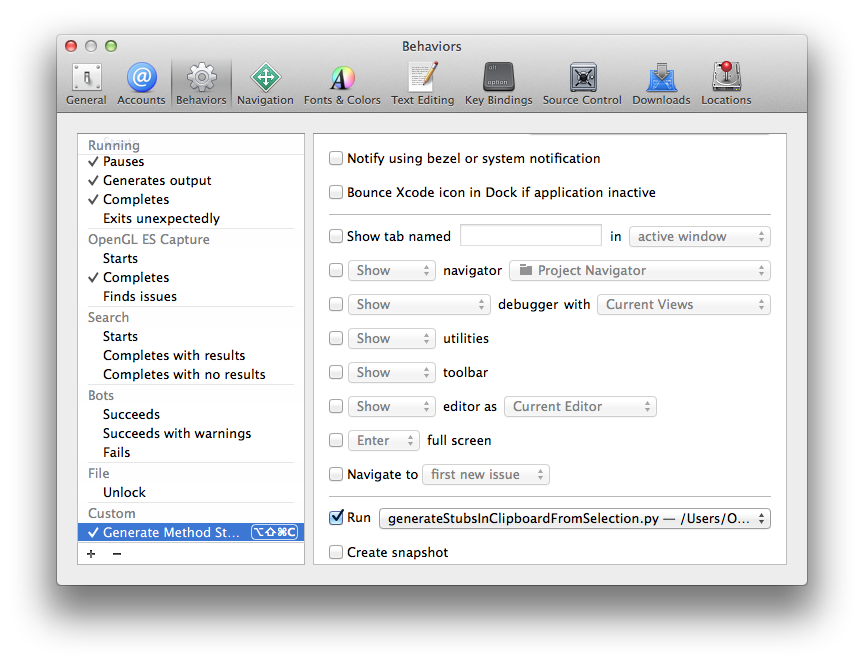 Behaviors
General Accounts Behaviors Navigation Fonts & Colors Text Editing Key Bindings Source Control Downloads Locations
alt
option
Running
Pauses
Generates output
Completes
Exits unexpectedly
OpenGL ES Capture
Starts
Completes
Finds issues
Search
Starts
Completes with results
Completes with no results
Bots
Succeeds
Succeeds with warnings
Fails
File
Unlock
Custom
Generate Method St... ⌥⇧⌘C
+ −
Notify using bezel or system notification
Bounce Xcode icon in Dock if application inactive
Show tab named in active window
Show navigator Project Navigator
Show debugger with Current Views
Show utilities
Show toolbar
Show editor as Current Editor
Enter full screen
Navigate to first new issue
Run generateStubsInClipboardFromSelection.py — /Users/O...
Create snapshot